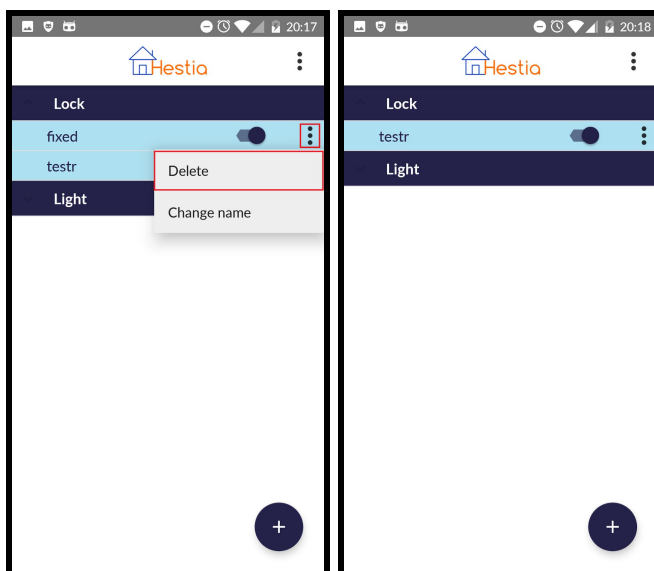 20:17
Hestia
Lock
fixed
testr
Delete
Light
Change name
+
20:18
Hestia
Lock
testr
Light
+